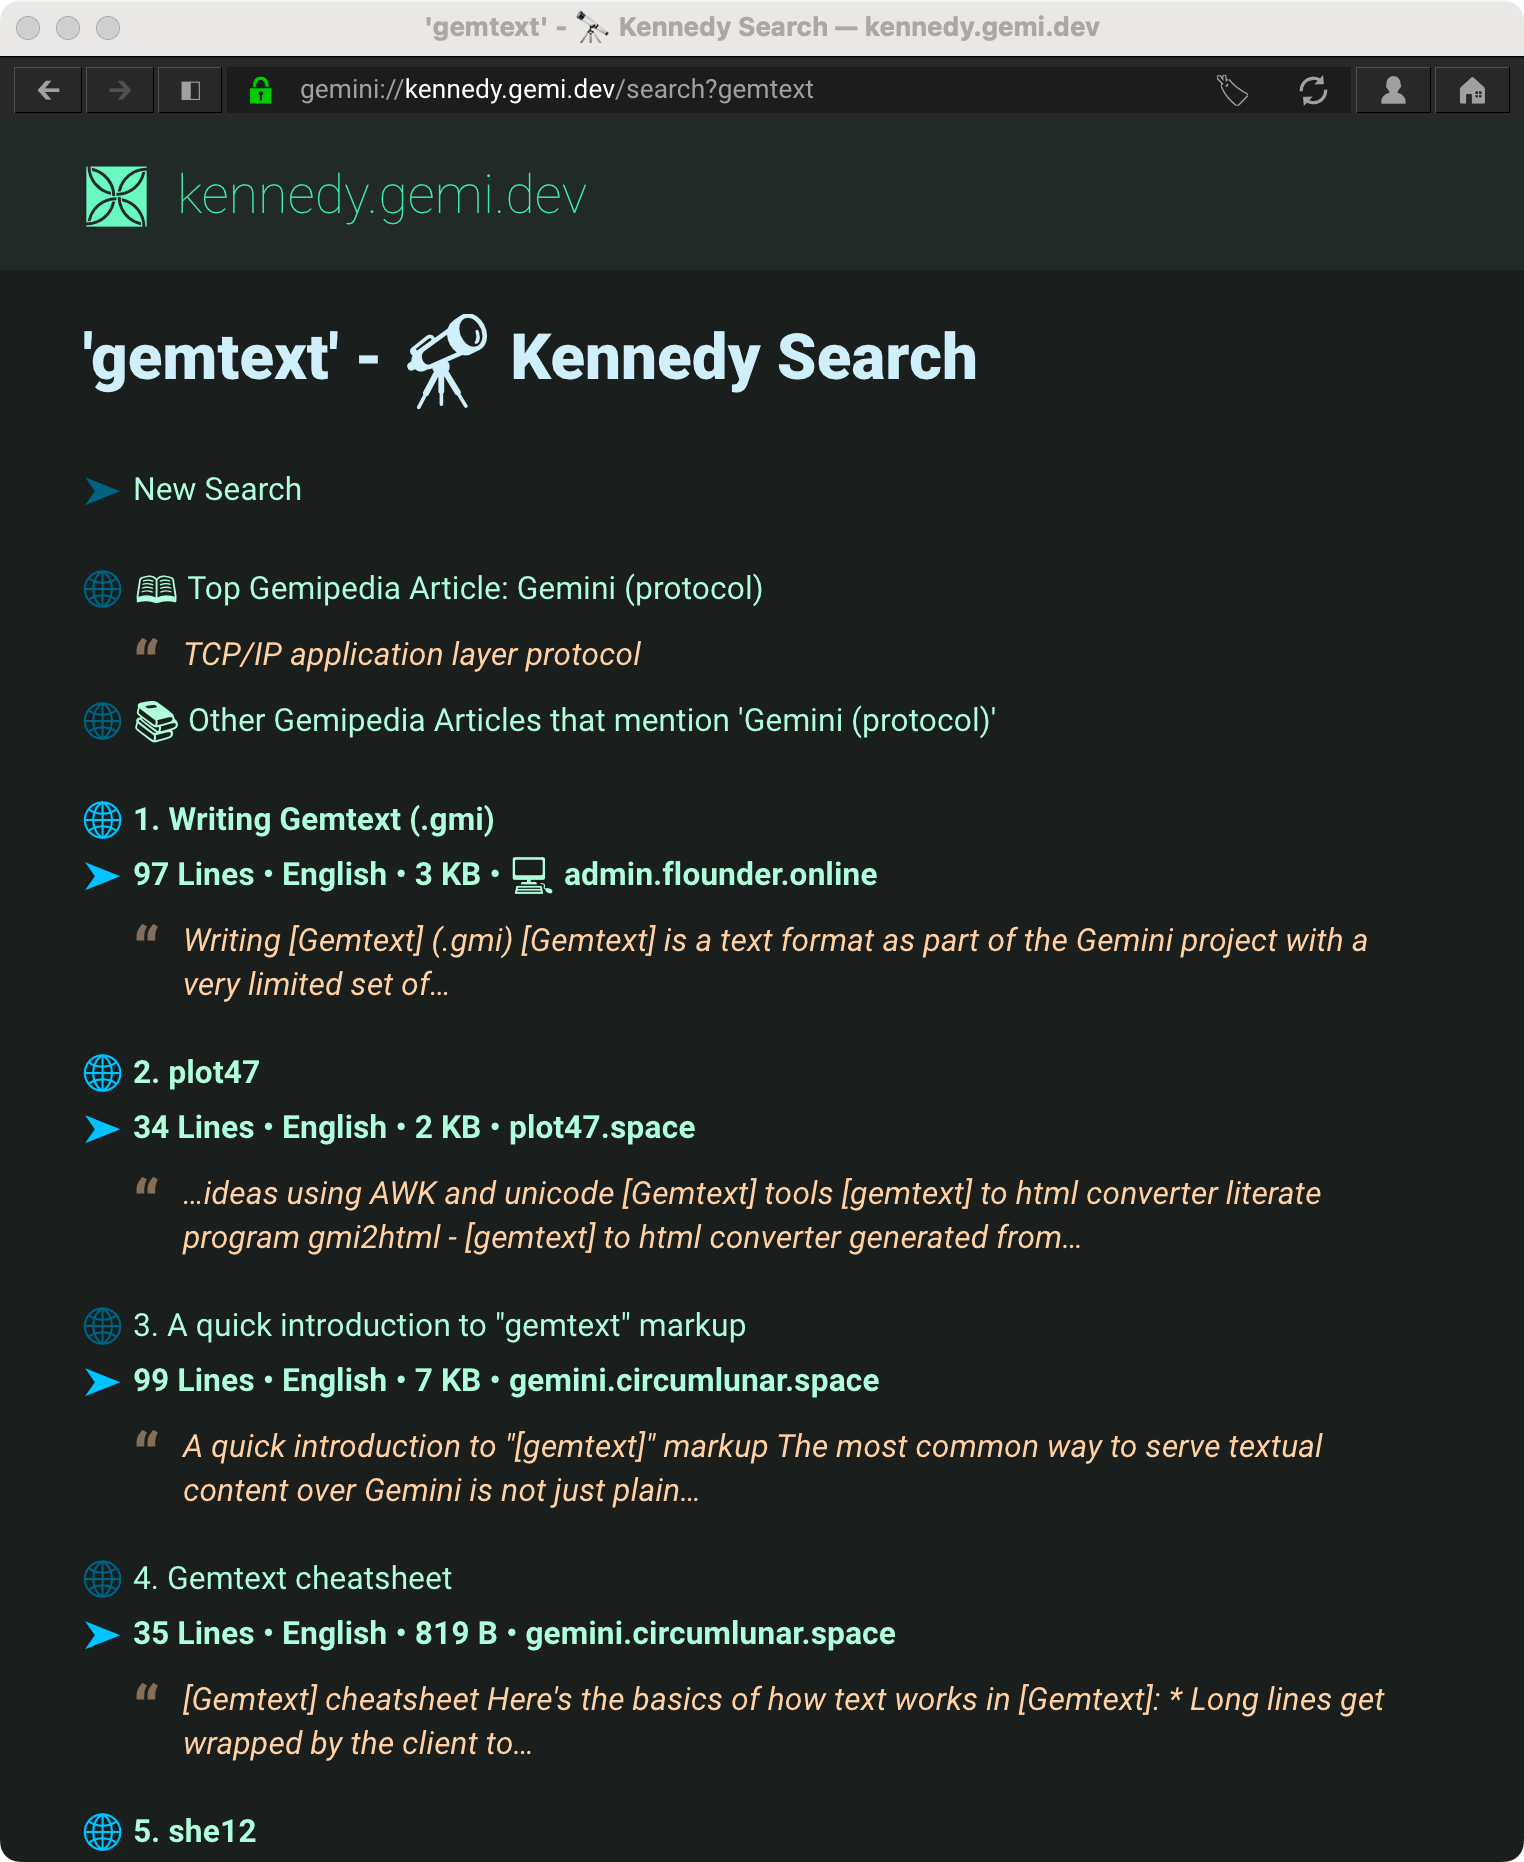 'gemtext' - 🔭 Kennedy Search — kennedy.gemi.dev
gemini://kennedy.gemi.dev/search?gemtext
kennedy.gemi.dev
'gemtext' - 🔭 Kennedy Search
New Search
📖 Top Gemipedia Article: Gemini (protocol)
“ TCP/IP application layer protocol
📚 Other Gemipedia Articles that mention 'Gemini (protocol)'
1. Writing Gemtext (.gmi)
97 Lines • English • 3 KB • 🖥 admin.flounder.online
“ Writing [Gemtext] (.gmi) [Gemtext] is a text format as part of the Gemini project with a
very limited set of…
2. plot47
34 Lines • English • 2 KB • plot47.space
“ …ideas using AWK and unicode [Gemtext] tools [gemtext] to html converter literate
program gmi2html - [gemtext] to html converter generated from…
3. A quick introduction to "gemtext" markup
99 Lines • English • 7 KB • gemini.circumlunar.space
“ A quick introduction to "[gemtext]" markup The most common way to serve textual
content over Gemini is not just plain…
4. Gemtext cheatsheet
35 Lines • English • 819 B • gemini.circumlunar.space
“ [Gemtext] cheatsheet Here's the basics of how text works in [Gemtext]: * Long lines get
wrapped by the client to…
5. she12